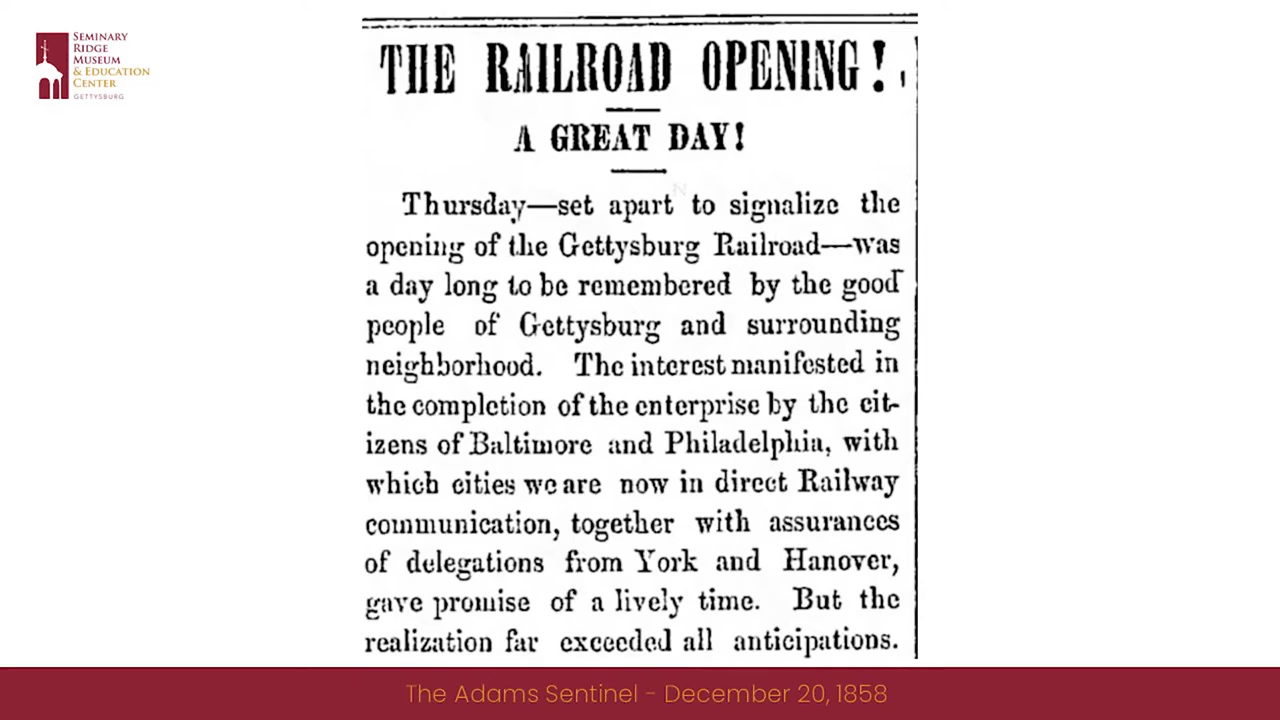 SEMINARY
RIDGE
MUSEUM
& EDUCATION
CENTER
GETTYSBURG
THE RAILROAD OPENING!
A GREAT DAY!
Thursday—set apart to signalize the
opening of the Gettysburg Railroad—was
a day long to be remembered by the good
people of Gettysburg and surrounding
neighborhood. The interest manifested in
the completion of the enterprise by the cit-
izens of Baltimore and Philadelphia, with
which cities we are now in direct Railway
communication, together with assurances
of delegations from York and Hanover,
gave promise of a lively time. But the
realization far exceeded all anticipations.
The Adams Sentinel - December 20, 1858